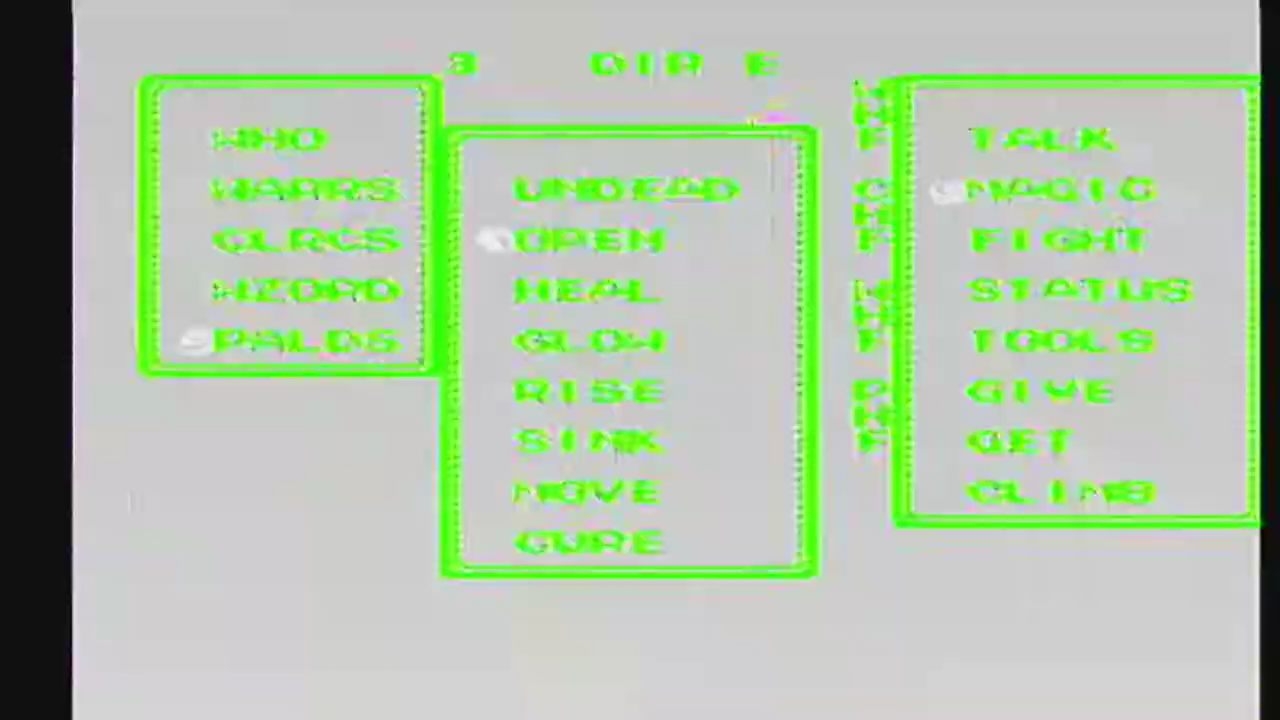 3 DIR E
WHO
WARRS
CLRCS
WZORD
PALDS
UNDEAD
OPEN
HEAL
GLOW
RISE
SINK
MOVE
CURE
TALK
MAGIC
FIGHT
STATUS
TOOLS
GIVE
GET
CLIMB